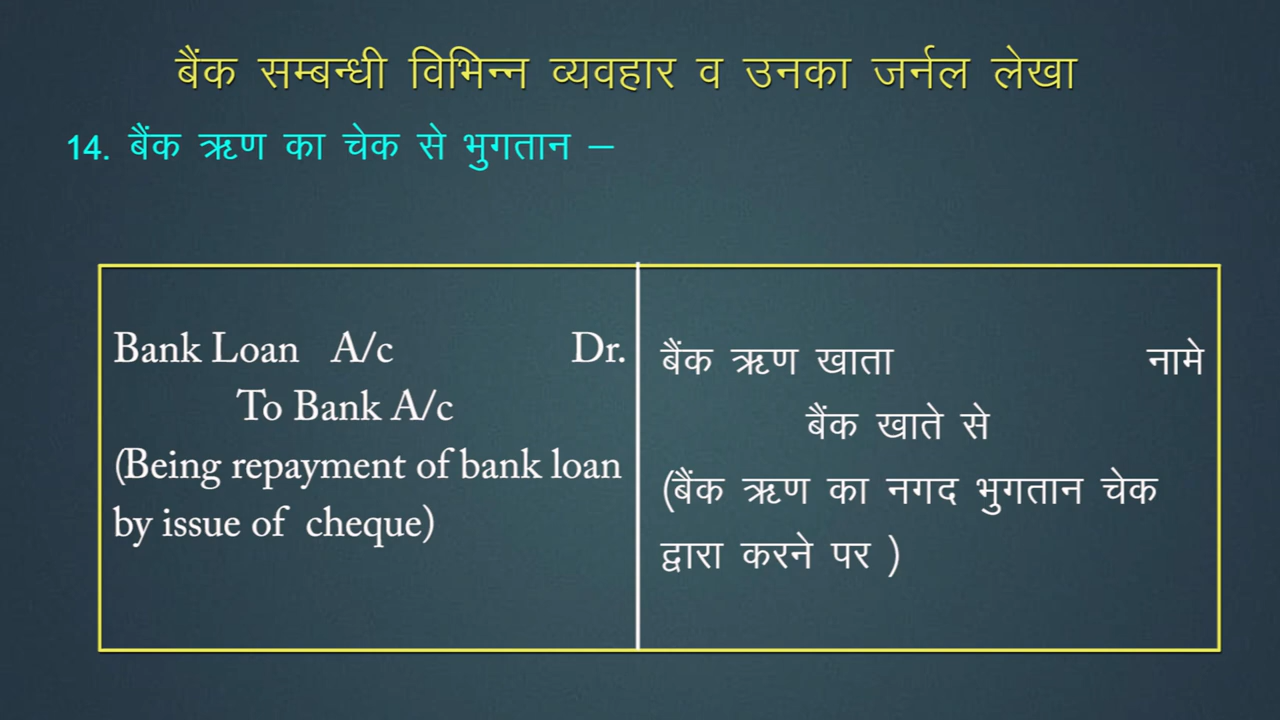 बैंक सम्बन्धी विभिन्न व्यवहार व उनका जर्नल लेखा
14. बैंक ऋण का चेक से भुगतान –
Bank Loan A/c Dr.
To Bank A/c
(Being repayment of bank loan
by issue of cheque)
बैंक ऋण खाता नामे
बैंक खाते से
(बैंक ऋण का नगद भुगतान चेक
द्वारा करने पर )